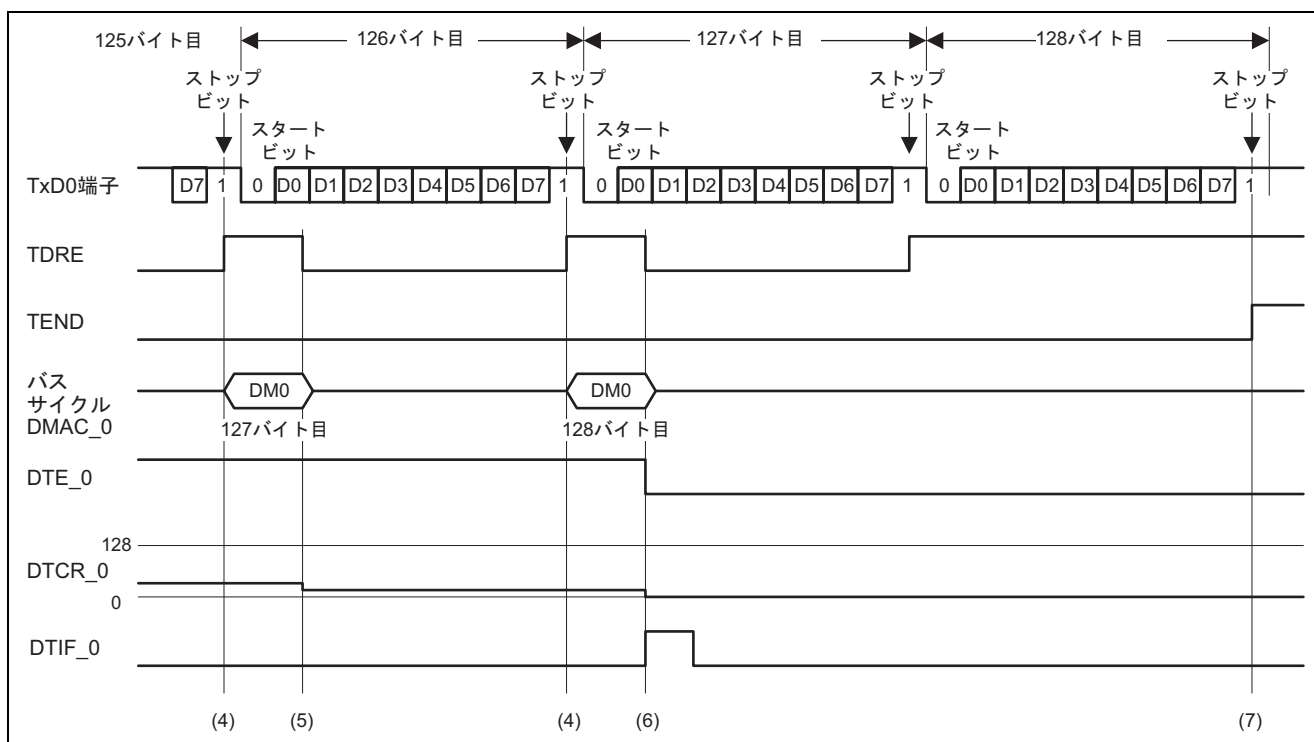 125バイト目
126バイト目
127バイト目
128バイト目
ストップ
ビット
ストップ
ビット
ストップ
ビット
ストップ
ビット
スタート
ビット
スタート
ビット
スタート
ビット
TxD0端子
D7 1 0 D0 D1 D2 D3 D4 D5 D6 D7 1 0 D0 D1 D2 D3 D4 D5 D6 D7 1 0 D0 D1 D2 D3 D4 D5 D6 D7 1
TDRE
TEND
バス
サイクル
DMAC_0
DM0
DM0
127バイト目
128バイト目
DTE_0
128
DTCR_0
0
DTIF_0
(4) (5) (4) (6) (7)